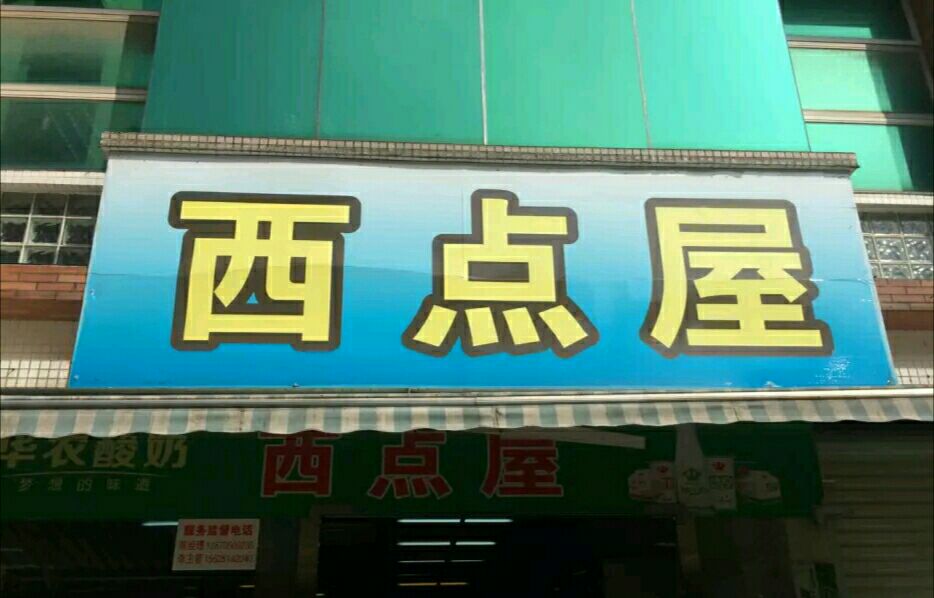 西点屋
华农酸奶
梦想的味道
西点屋
服务监督电话